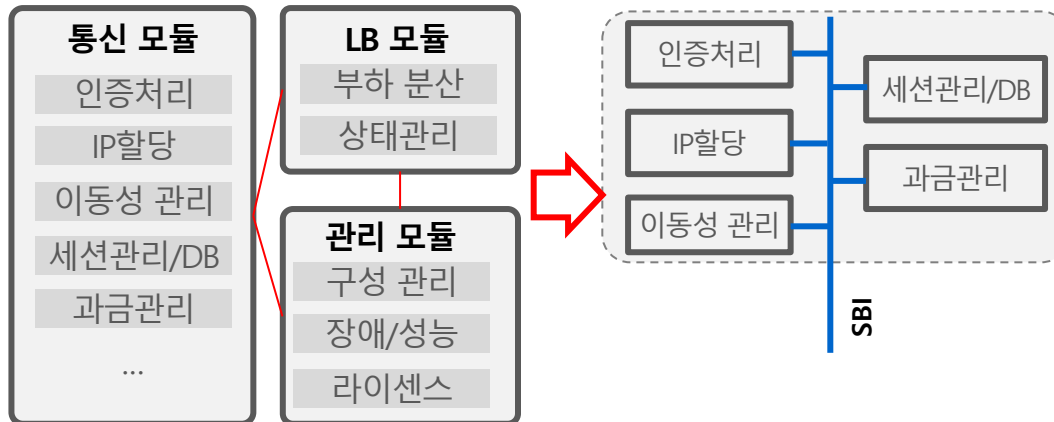 통신 모듈
인증처리
IP할당
이동성 관리
세션관리/DB
과금관리
...
LB 모듈
부하 분산
상태관리
관리 모듈
구성 관리
장애/성능
라이센스
인증처리
IP할당
이동성 관리
세션관리/DB
과금관리
SBI